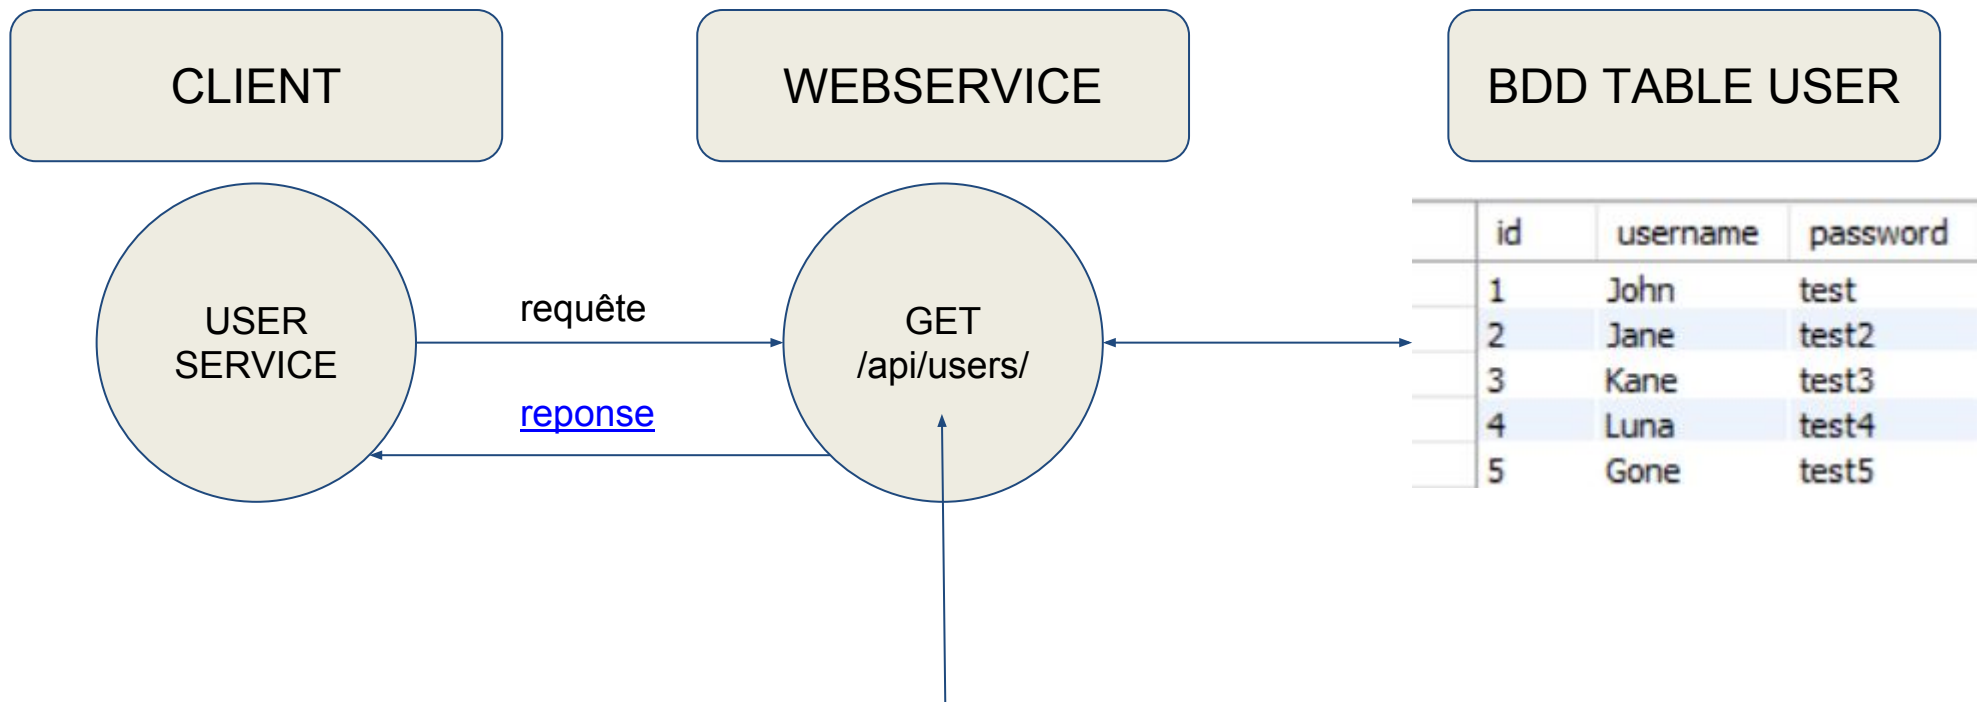 CLIENT
WEBSERVICE
BDD TABLE USER
USER
SERVICE
requête
reponse
GET
/api/users/
id username password
1 John test
2 Jane test2
3 Kane test3
4 Luna test4
5 Gone test5